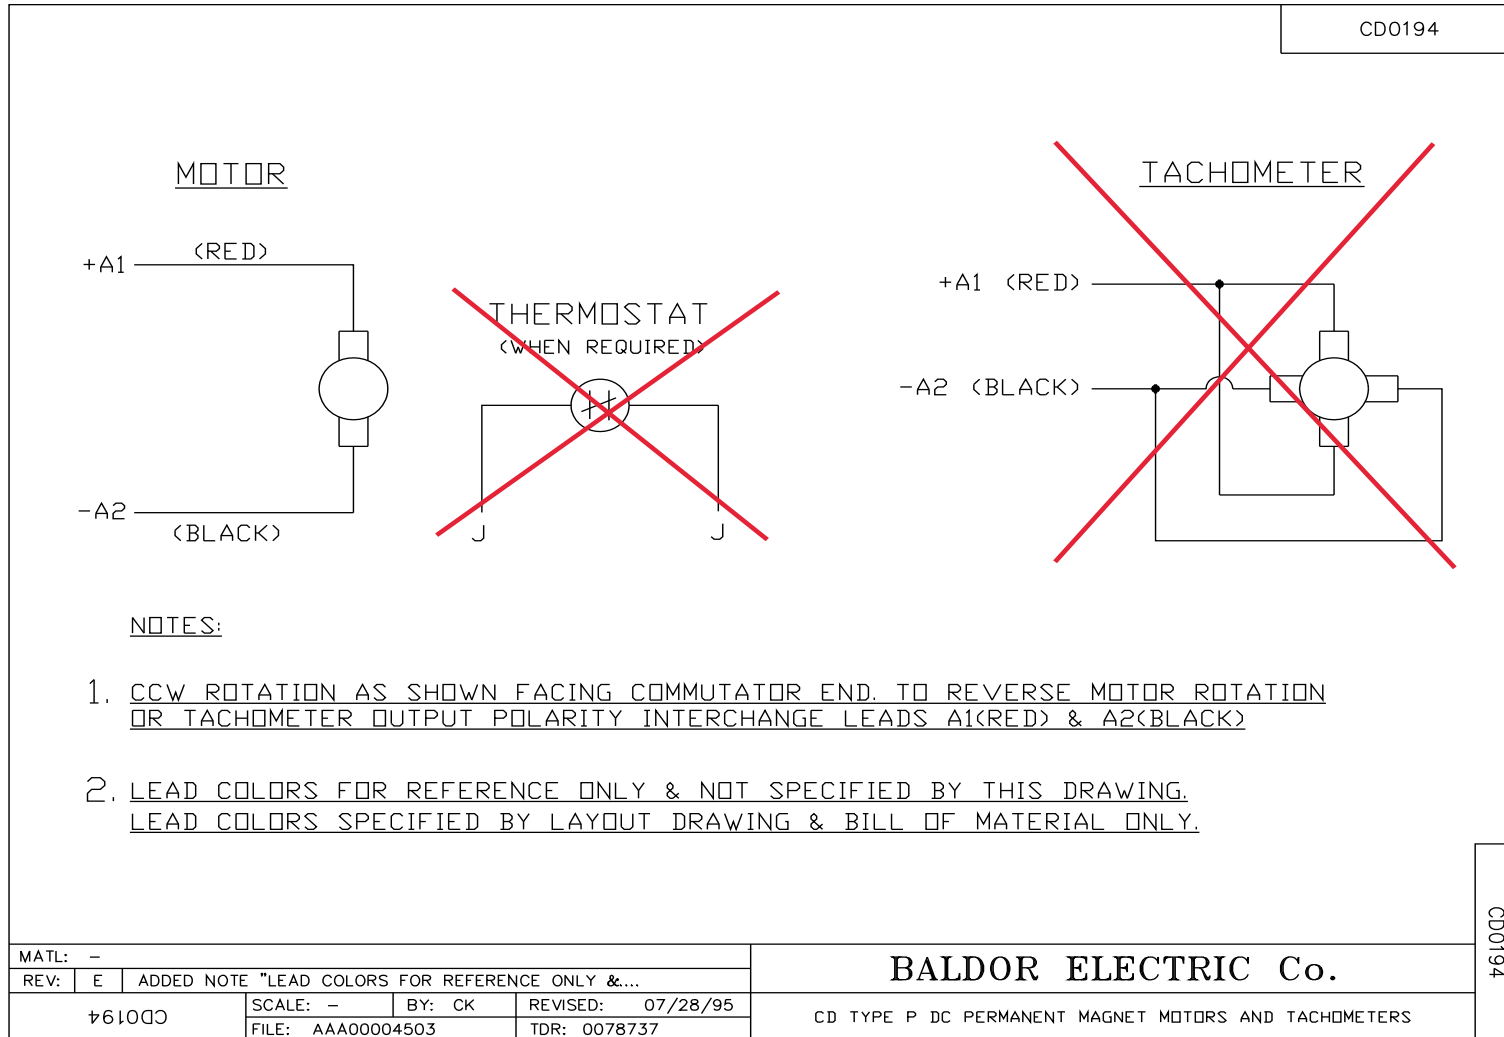 CD0194
MOTOR
TACHOMETER
+A1
(RED)
THERMOSTAT
(WHEN REQUIRED)
+A1 (RED)
-A2 (BLACK)
-A2
(BLACK)
J
J
NOTES:
1. CCW ROTATION AS SHOWN FACING COMMUTATOR END. TO REVERSE MOTOR ROTATION
OR TACHOMETER OUTPUT POLARITY INTERCHANGE LEADS A1(RED) & A2(BLACK)
2. LEAD COLORS FOR REFERENCE ONLY & NOT SPECIFIED BY THIS DRAWING.
LEAD COLORS SPECIFIED BY LAYOUT DRAWING & BILL OF MATERIAL ONLY.
CD0194
MATL: -
REV: E ADDED NOTE "LEAD COLORS FOR REFERENCE ONLY &....
CD0194
SCALE: - BY: CK REVISED: 07/28/95
FILE: AAA00004503 TDR: 0078737
BALDOR ELECTRIC Co.
CD TYPE P DC PERMANENT MAGNET MOTORS AND TACHOMETERS